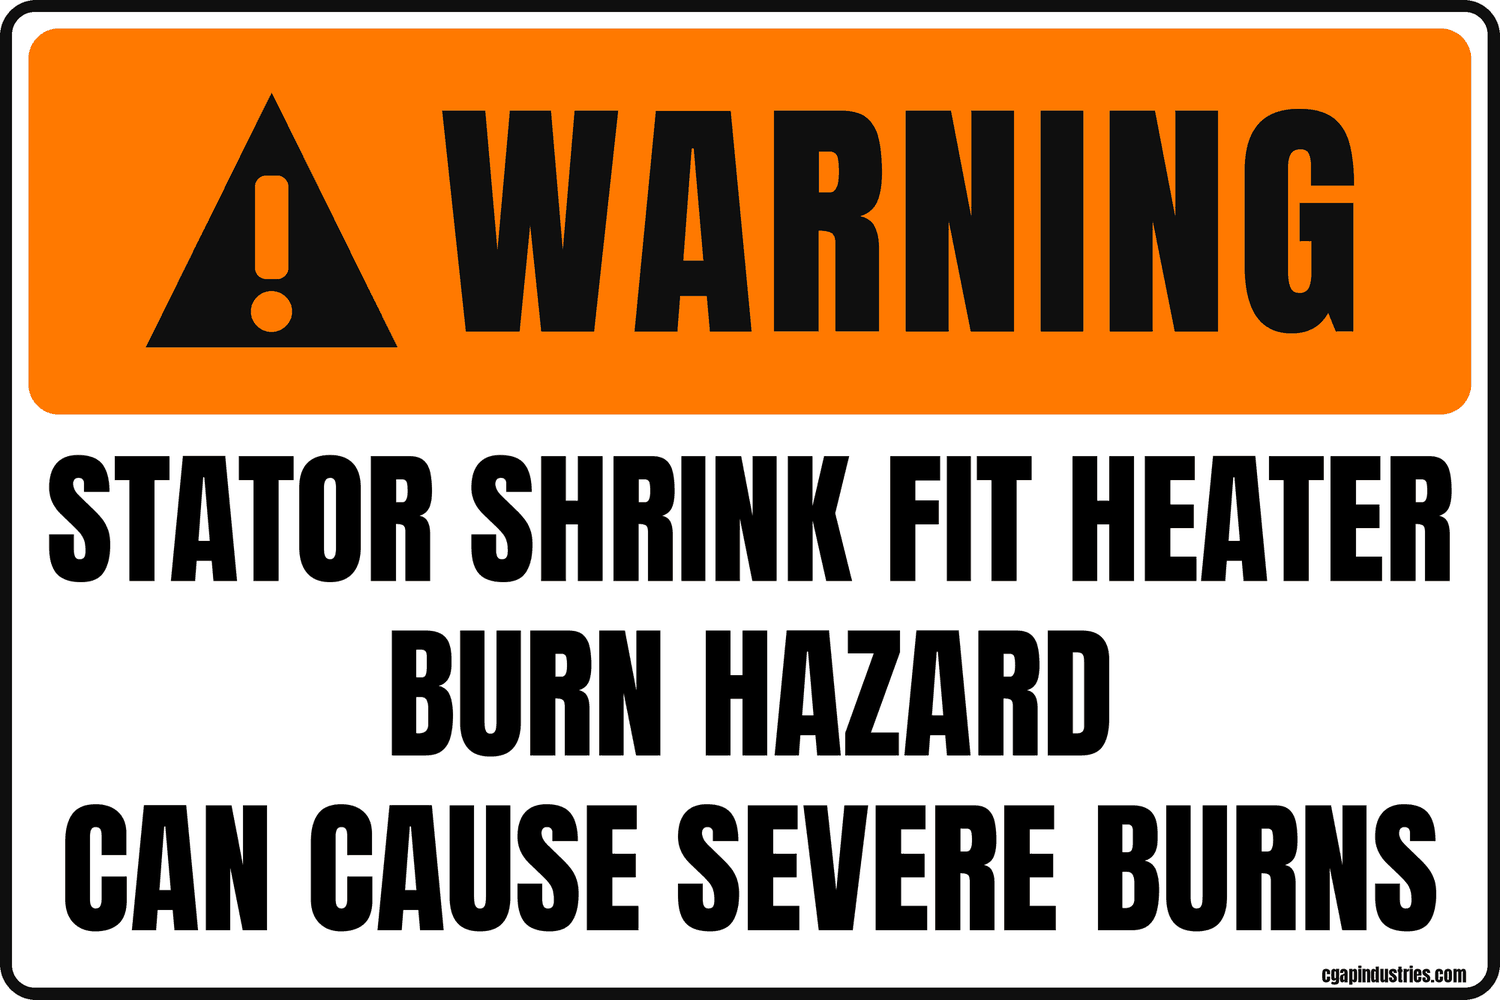 WARNING
STATOR SHRINK FIT HEATER
BURN HAZARD
CAN CAUSE SEVERE BURNS
cgapindustries.com